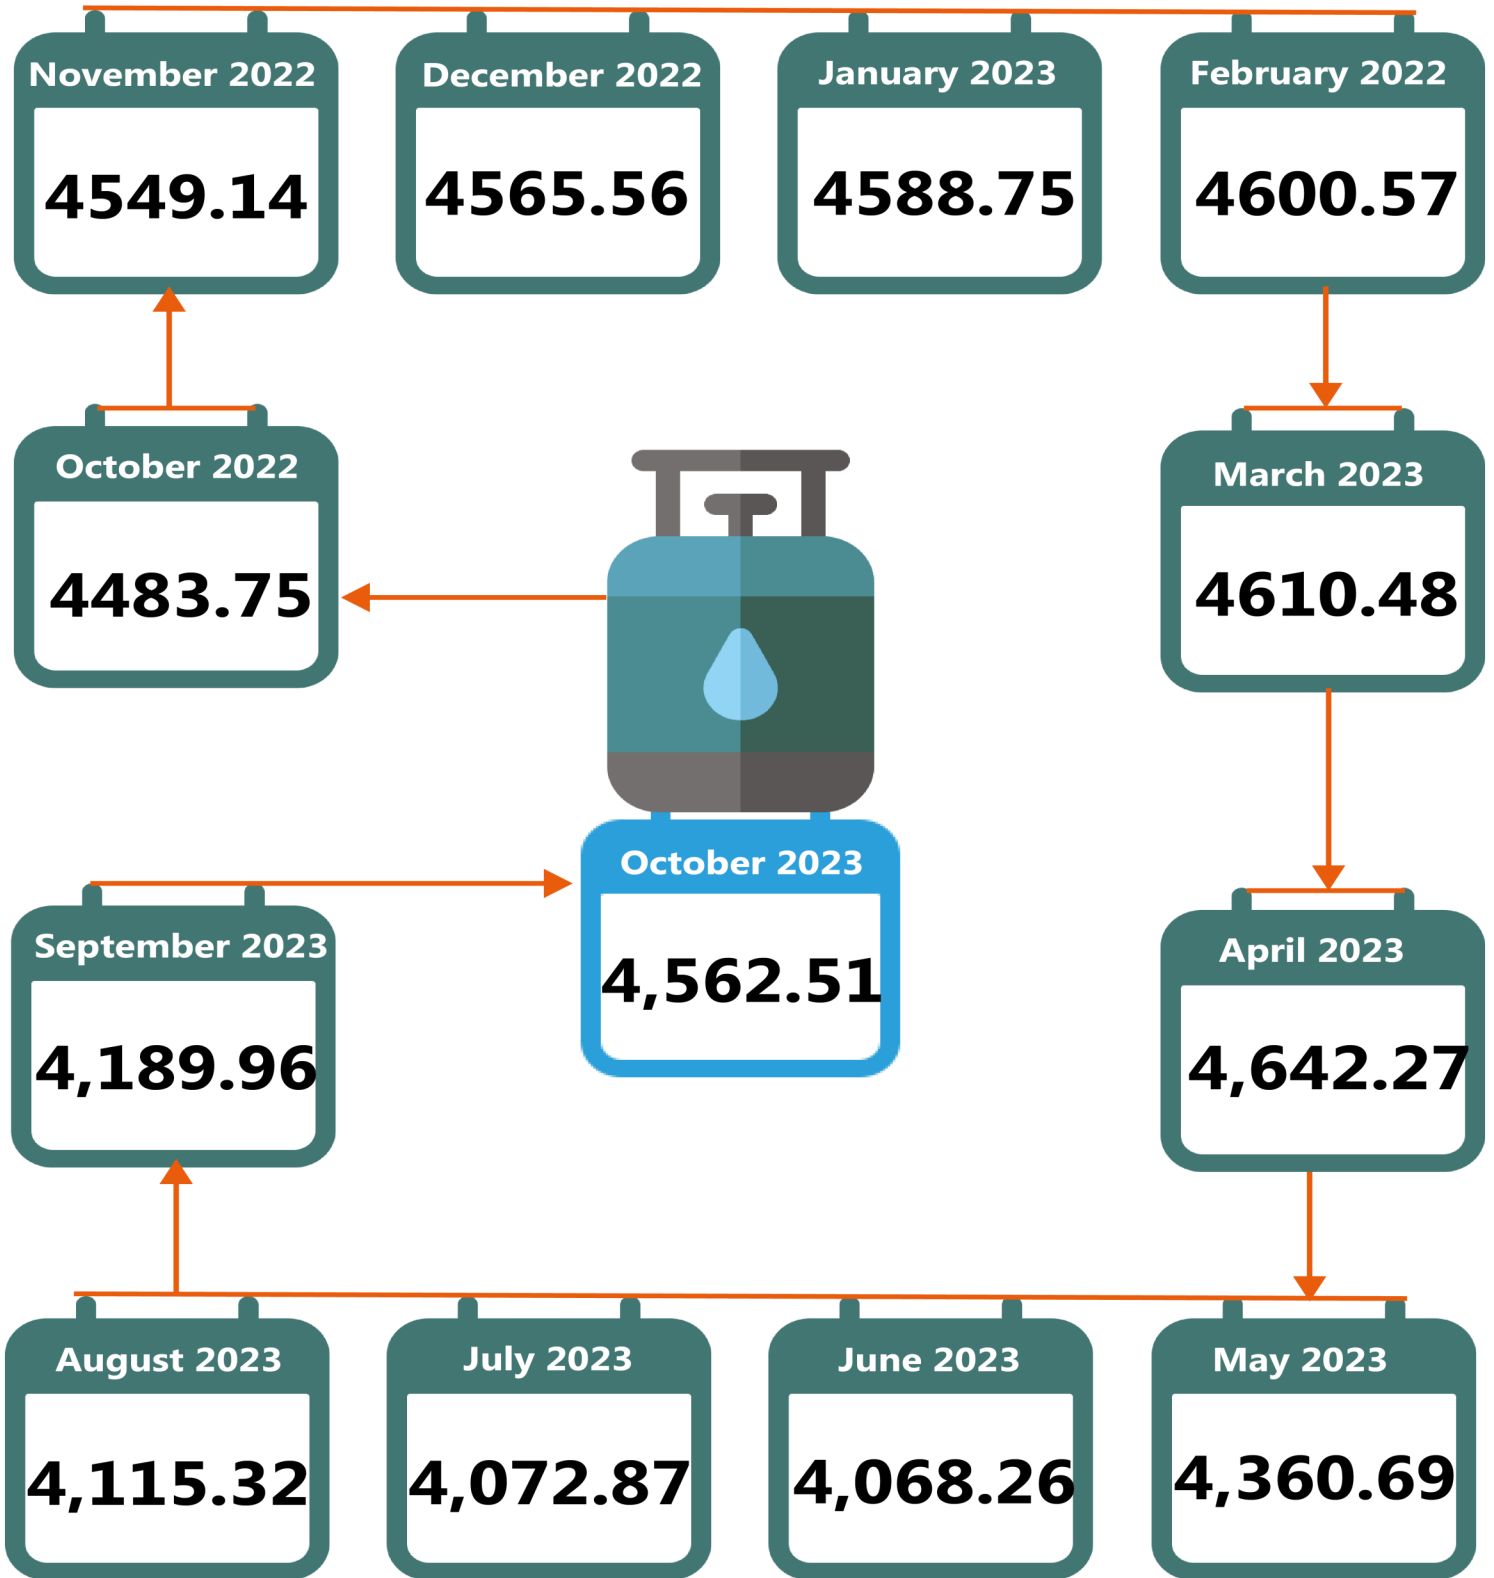 November 2022
4549.14
December 2022
4565.56
January 2023
4588.75
February 2022
4600.57
October 2022
4483.75
March 2023
4610.48
October 2023
4,562.51
September 2023
4,189.96
April 2023
4,642.27
August 2023
4,115.32
July 2023
4,072.87
June 2023
4,068.26
May 2023
4,360.69